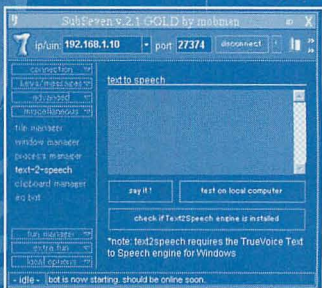 SubSeven v.2.1 GOLD by mobman
ip/uin: 192.168.1.10 port: 27374 disconnect
connection
keys/messages
advanced
miscellaneous
file manager
window manager
process manager
text-2-speech
clipboard manager
irq bot
fun manager
extra fun
local options
text to speech
say it !
test on local computer
check if Text2Speech engine is installed
*note: text2speech requires the TrueVoice Text
to Speech engine for Windows
- idle - bot is now starting. should be online soon.